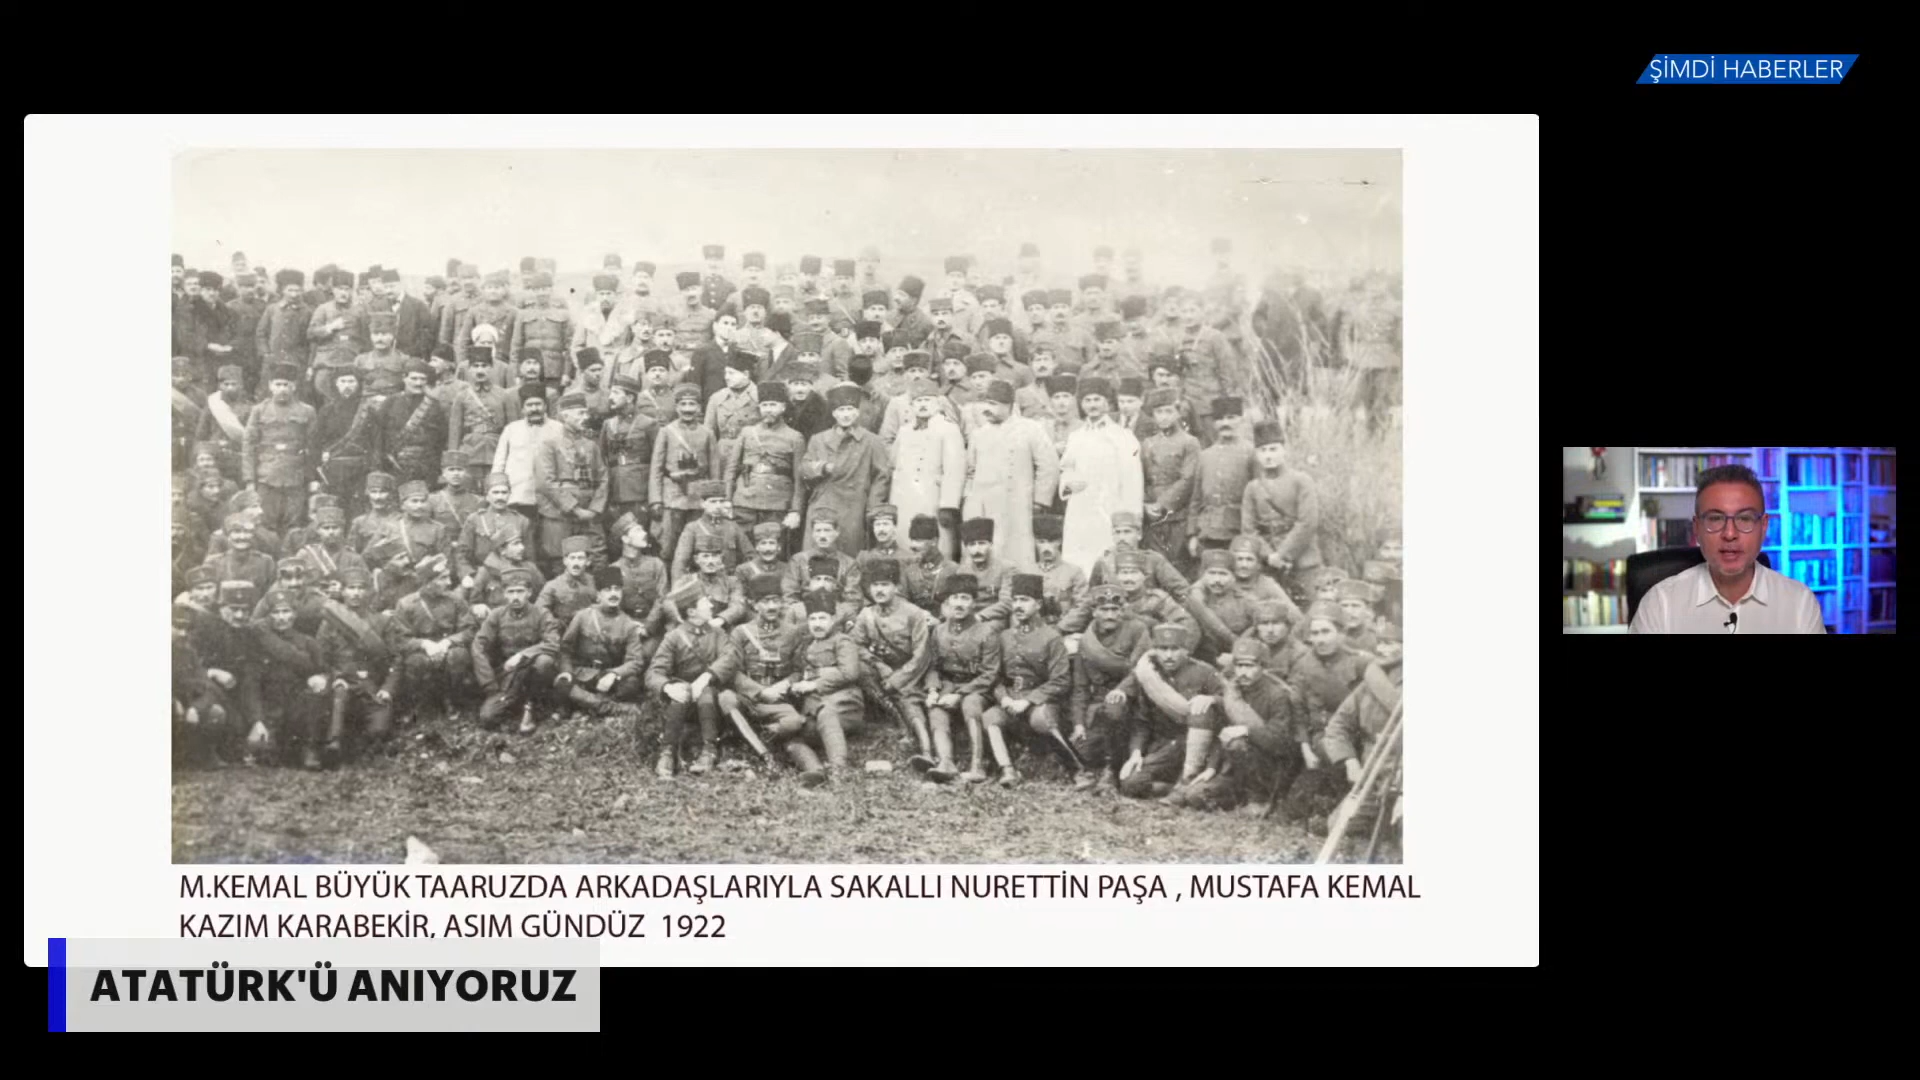 ŞİMDİ HABERLER
M.KEMAL BÜYÜK TAARUZDA ARKADAŞLARIYLA SAKALLI NURETTİN PAŞA , MUSTAFA KEMAL
KAZIM KARABEKİR, ASIM GÜNDÜZ 1922
ATATÜRK'Ü ANIYORUZ